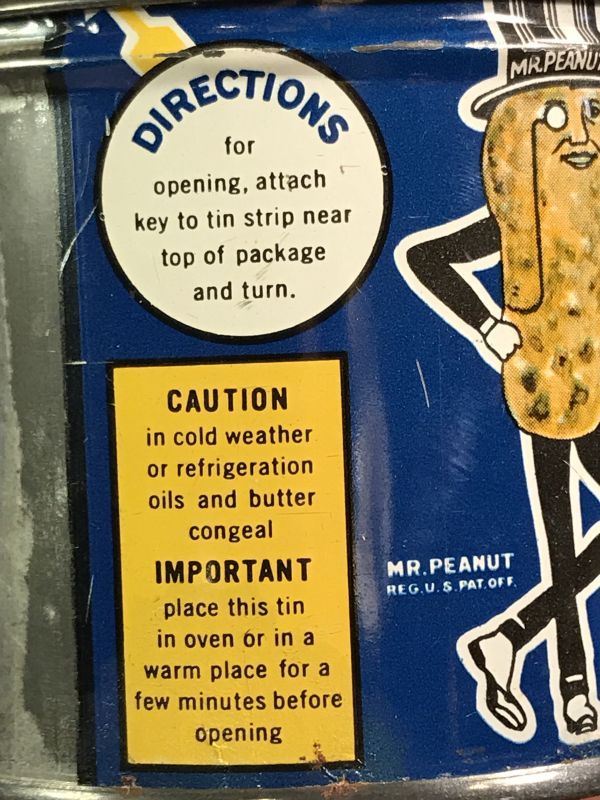 DIRECTIONS
for
opening, attach
key to tin strip near
top of package
and turn.
CAUTION
in cold weather
or refrigeration
oils and butter
congeal
IMPORTANT
place this tin
in oven or in a
warm place for a
few minutes before
opening
MR.PEANUT
MR.PEANUT
REG.U.S.PAT.OFF.